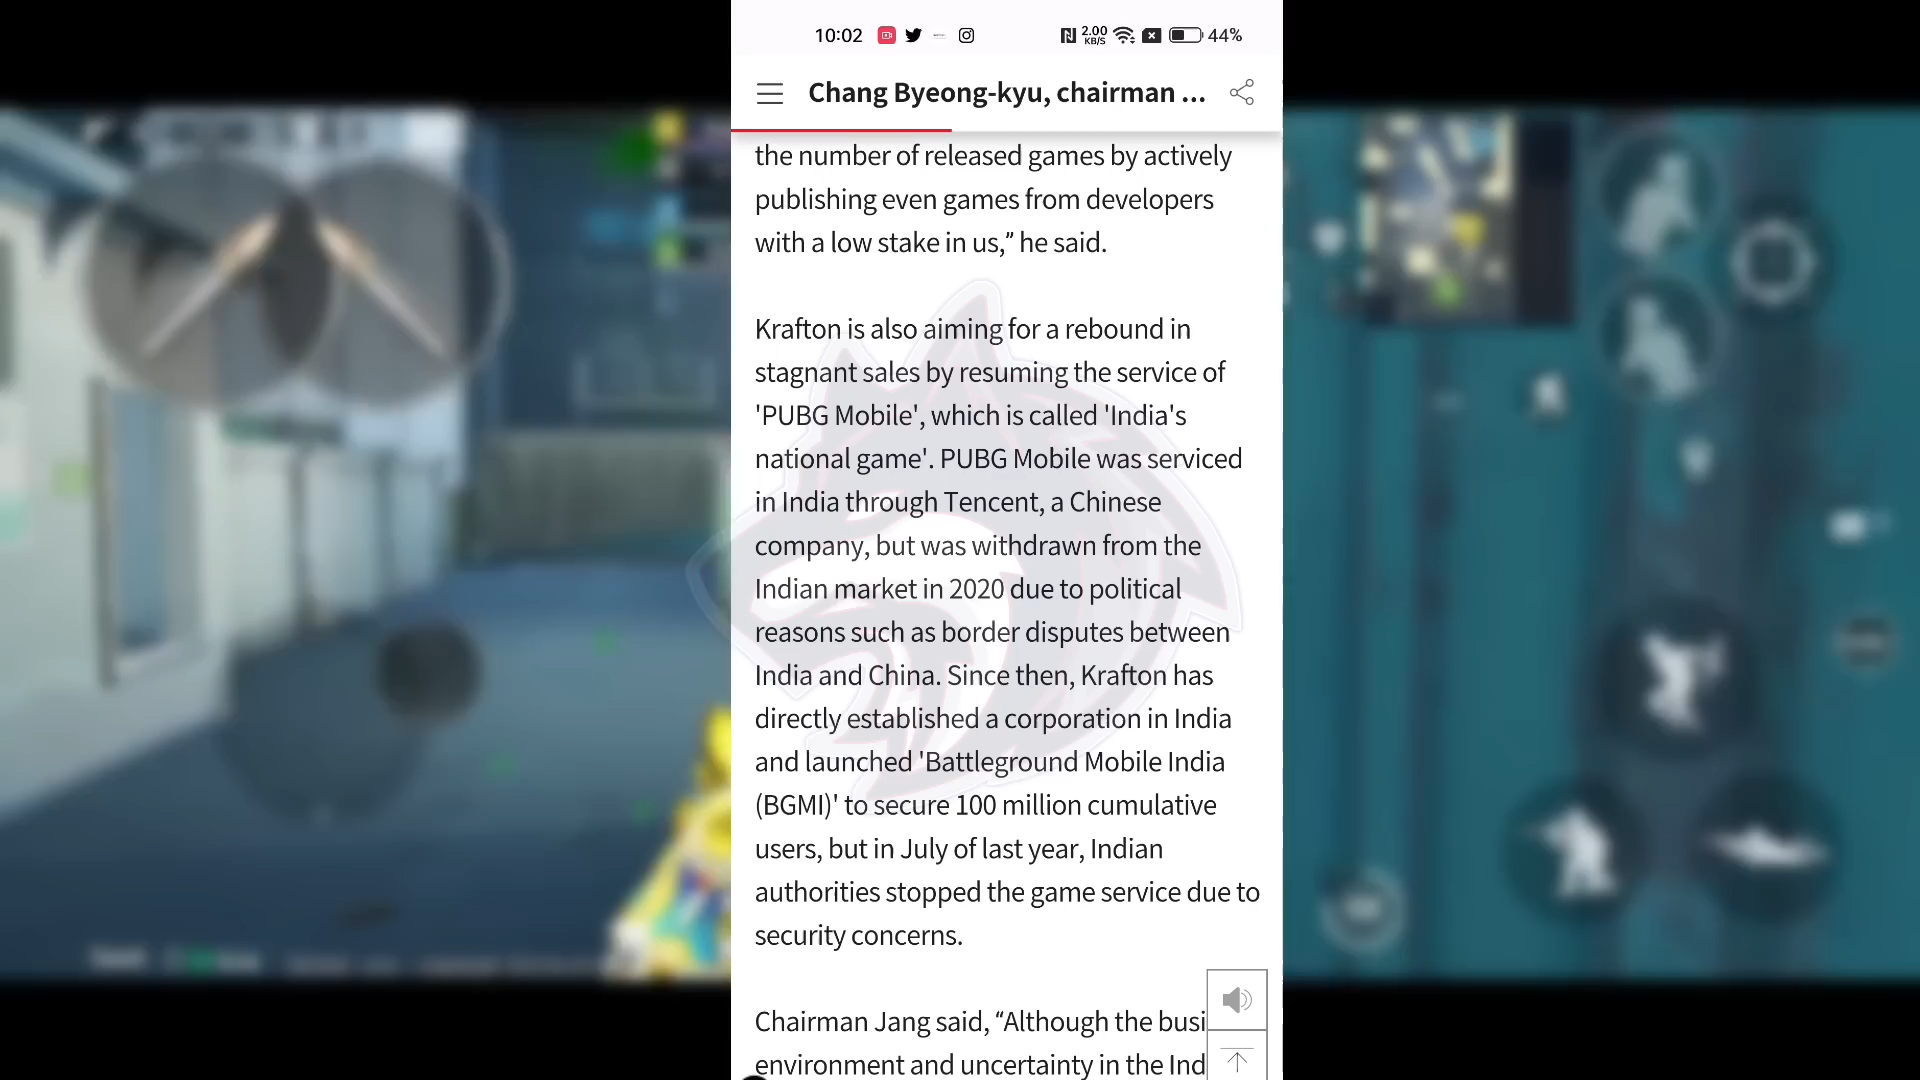 10:02
2.00
KB/S
44%
Chang Byeong-kyu, chairman ...
the number of released games by actively
publishing even games from developers
with a low stake in us,” he said.
Krafton is also aiming for a rebound in
stagnant sales by resuming the service of
'PUBG Mobile', which is called 'India's
national game'. PUBG Mobile was serviced
in India through Tencent, a Chinese
company, but was withdrawn from the
Indian market in 2020 due to political
reasons such as border disputes between
India and China. Since then, Krafton has
directly established a corporation in India
and launched 'Battleground Mobile India
(BGMI)' to secure 100 million cumulative
users, but in July of last year, Indian
authorities stopped the game service due to
security concerns.
Chairman Jang said, “Although the busi
environment and uncertainty in the Ind